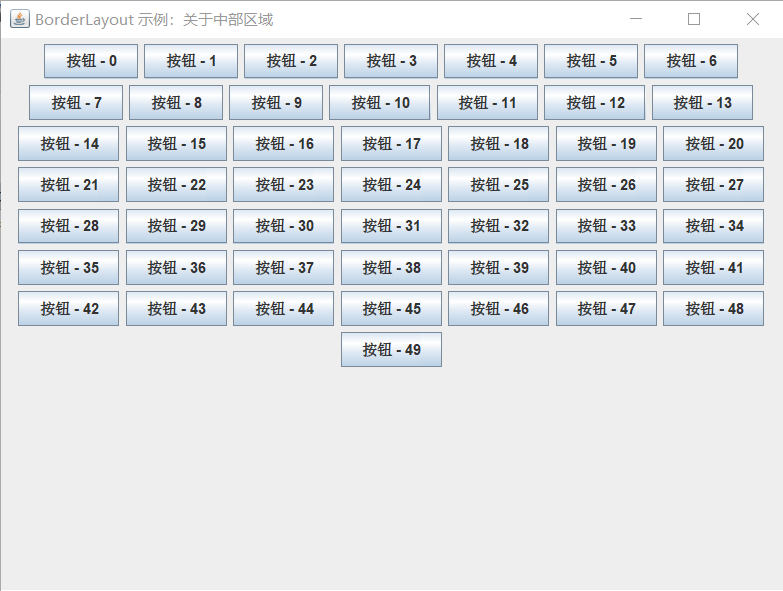 BorderLayout 示例：关于中部区域
按钮 - 0 按钮 - 1 按钮 - 2 按钮 - 3 按钮 - 4 按钮 - 5 按钮 - 6
按钮 - 7 按钮 - 8 按钮 - 9 按钮 - 10 按钮 - 11 按钮 - 12 按钮 - 13
按钮 - 14 按钮 - 15 按钮 - 16 按钮 - 17 按钮 - 18 按钮 - 19 按钮 - 20
按钮 - 21 按钮 - 22 按钮 - 23 按钮 - 24 按钮 - 25 按钮 - 26 按钮 - 27
按钮 - 28 按钮 - 29 按钮 - 30 按钮 - 31 按钮 - 32 按钮 - 33 按钮 - 34
按钮 - 35 按钮 - 36 按钮 - 37 按钮 - 38 按钮 - 39 按钮 - 40 按钮 - 41
按钮 - 42 按钮 - 43 按钮 - 44 按钮 - 45 按钮 - 46 按钮 - 47 按钮 - 48
按钮 - 49